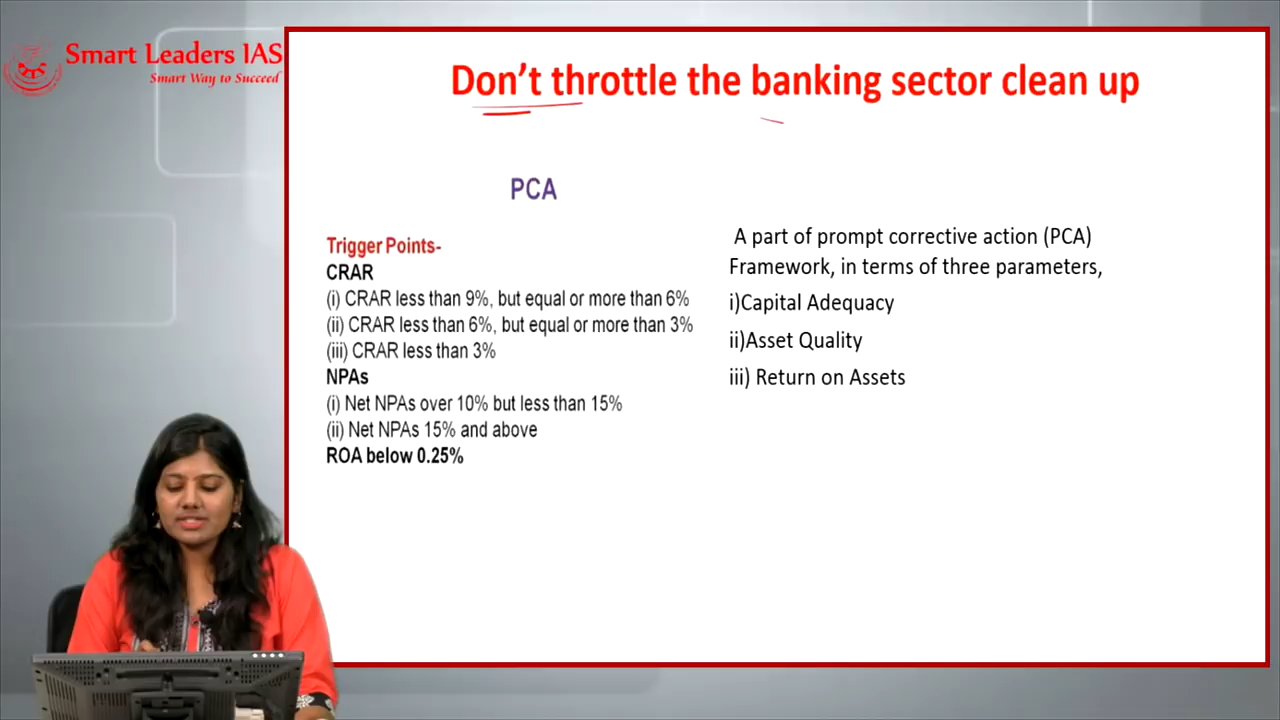 Smart Leaders IAS
Smart Way to Succeed
Don't throttle the banking sector clean up
PCA
Trigger Points-
CRAR
(i) CRAR less than 9%, but equal or more than 6%
(ii) CRAR less than 6%, but equal or more than 3%
(iii) CRAR less than 3%
NPAs
(i) Net NPAs over 10% but less than 15%
(ii) Net NPAs 15% and above
ROA below 0.25%
A part of prompt corrective action (PCA)
Framework, in terms of three parameters,
i)Capital Adequacy
ii)Asset Quality
iii) Return on Assets